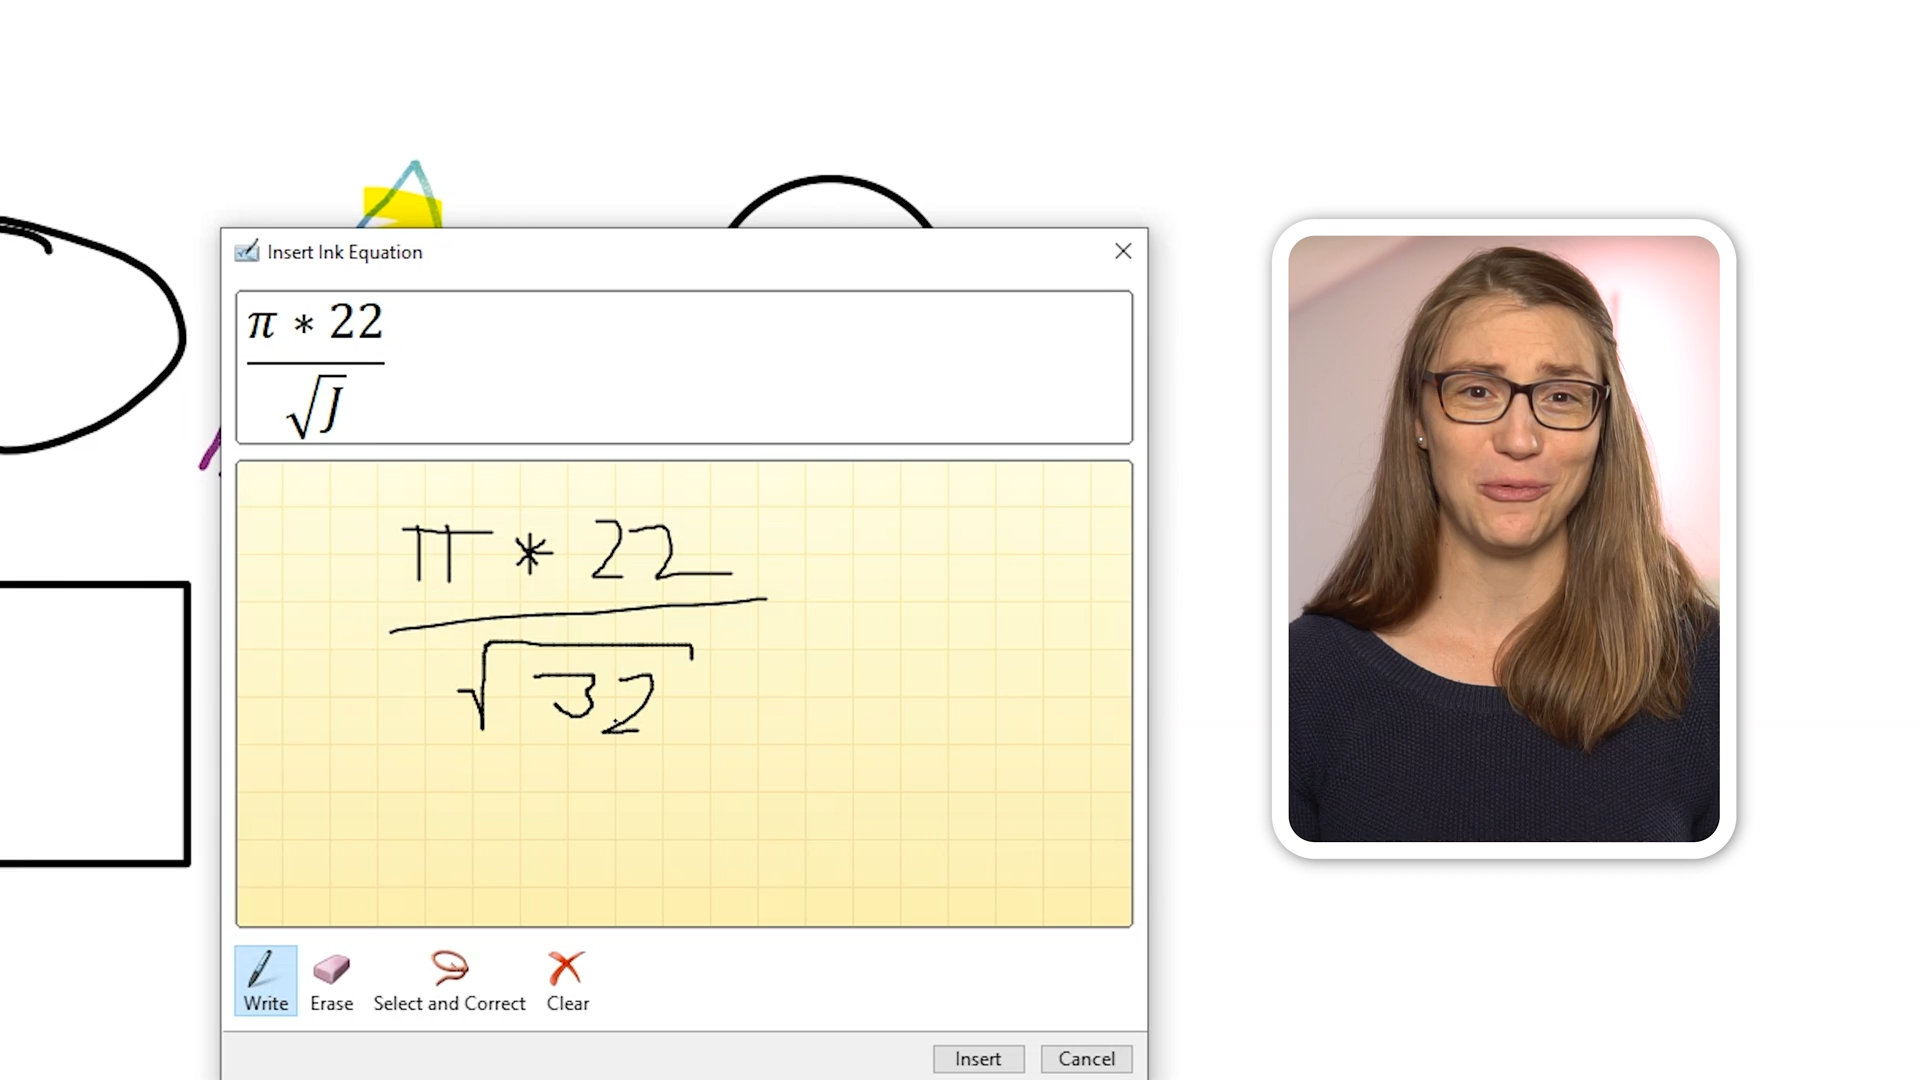 Insert Ink Equation
π * 22
√J
π * 22
√32
Write Erase Select and Correct Clear
Insert Cancel